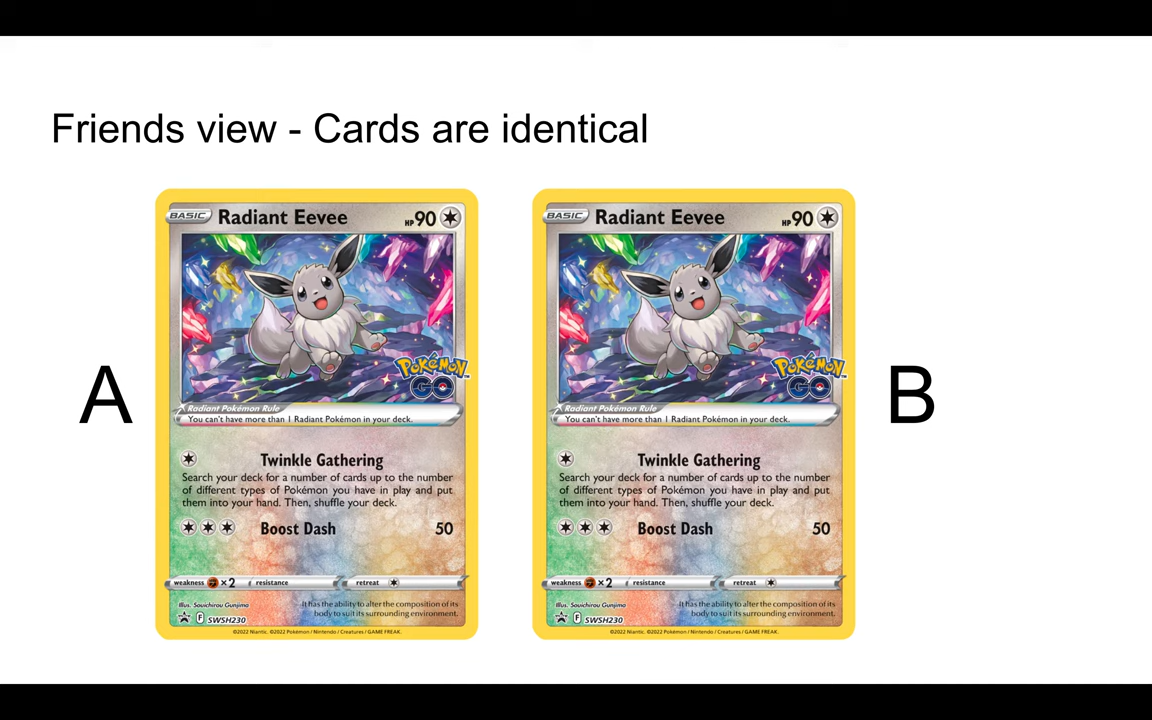 Friends view - Cards are identical
A
BASIC Radiant Eevee HP 90
Pokémon
GO
Radiant Pokémon Rule
You can't have more than 1 Radiant Pokémon in your deck.
Twinkle Gathering
Search your deck for a number of cards up to the number
of different types of Pokémon you have in play and put
them into your hand. Then, shuffle your deck.
Boost Dash 50
weakness ×2 resistance retreat
Illus. Souichirou Gunjima
It has the ability to alter the composition of its
body to suit its surrounding environment.
F SWSH230
©2022 Niantic. ©2022 Pokémon / Nintendo / Creatures / GAME FREAK.
BASIC Radiant Eevee HP 90
Pokémon
GO
Radiant Pokémon Rule
You can't have more than 1 Radiant Pokémon in your deck.
Twinkle Gathering
Search your deck for a number of cards up to the number
of different types of Pokémon you have in play and put
them into your hand. Then, shuffle your deck.
Boost Dash 50
weakness ×2 resistance retreat
Illus. Souichirou Gunjima
It has the ability to alter the composition of its
body to suit its surrounding environment.
F SWSH230
©2022 Niantic. ©2022 Pokémon / Nintendo / Creatures / GAME FREAK.
B